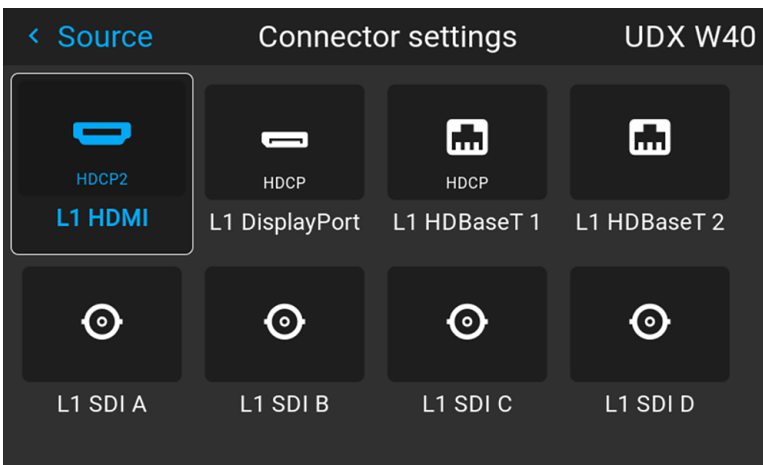 Source
Connector settings
UDX W40
HDCP2
HDCP
HDCP
L1 HDMI
L1 DisplayPort
L1 HDBaseT 1
L1 HDBaseT 2
L1 SDI A
L1 SDI B
L1 SDI C
L1 SDI D